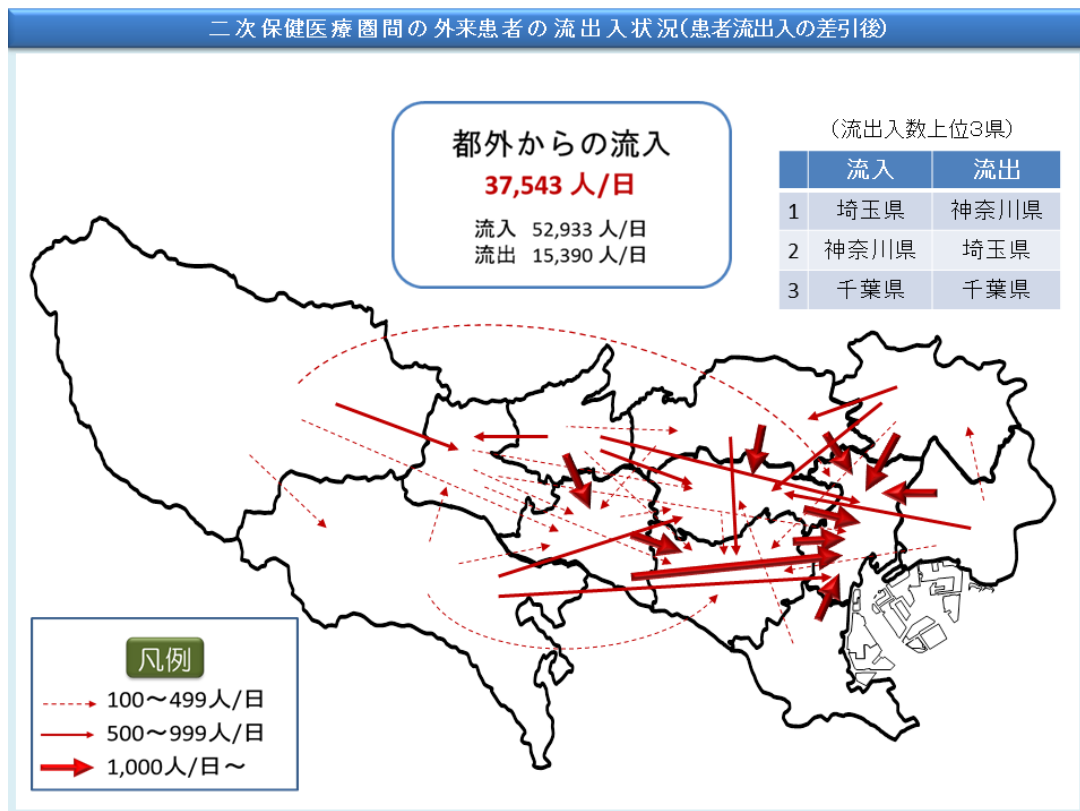 二次保健医療圏間の外来患者の流出入状況(患者流出入の差引後)
都外からの流入
37,543 人/日
流入 52,933 人/日
流出 15,390 人/日
(流出入数上位3県)
流入 流出
1 埼玉県 神奈川県
2 神奈川県 埼玉県
3 千葉県 千葉県
凡例
100～499人/日
500～999人/日
1,000人/日～